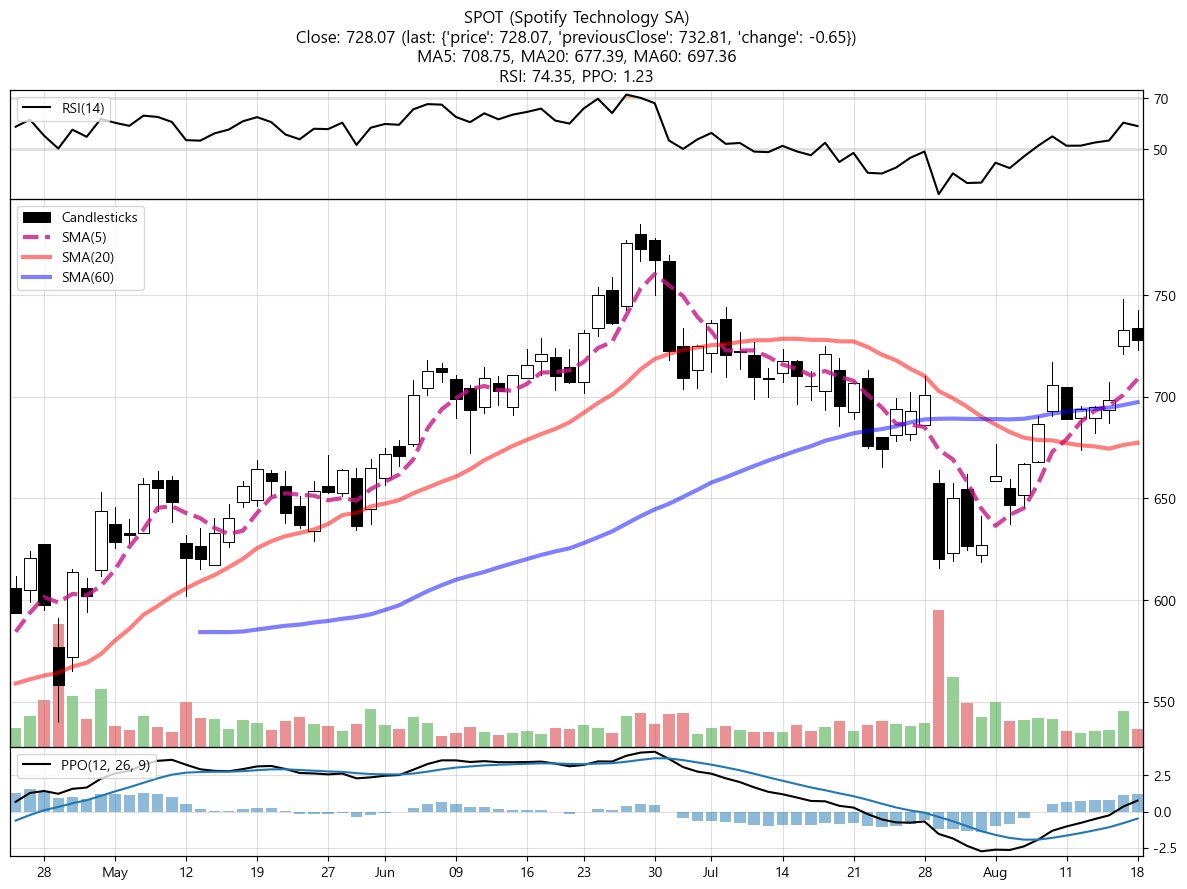 SPOT (Spotify Technology SA)
Close: 728.07 (last: {'price': 728.07, 'previousClose': 732.81, 'change': -0.65})
MA5: 708.75, MA20: 677.39, MA60: 697.36
RSI: 74.35, PPO: 1.23
RSI(14)
70
50
Candlesticks
SMA(5)
SMA(20)
SMA(60)
750
700
650
600
550
PPO(12, 26, 9)
2.5
0.0
-2.5
28 May 12 19 27 Jun 09 16 23 30 Jul 14 21 28 Aug 11 18